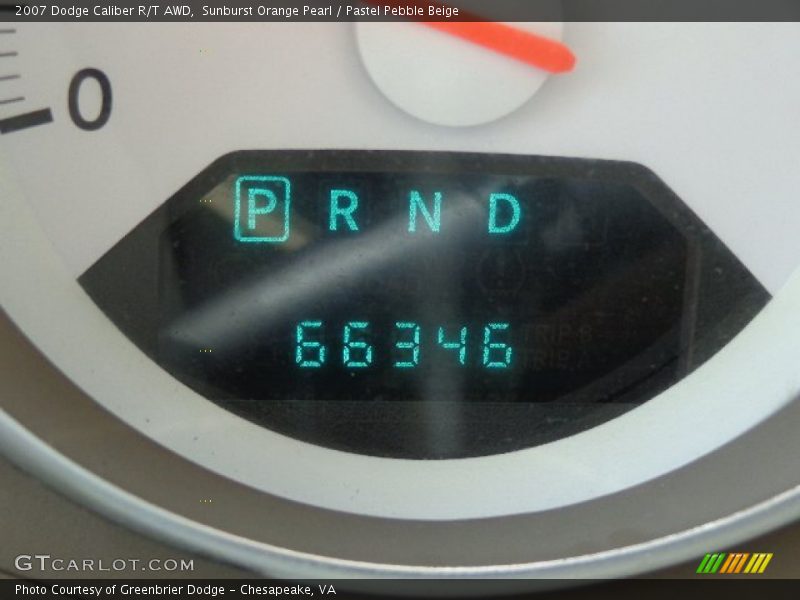 2007 Dodge Caliber R/T AWD, Sunburst Orange Pearl / Pastel Pebble Beige
0
P R N D
66346
GTCARLOT.COM
Photo Courtesy of Greenbrier Dodge - Chesapeake, VA